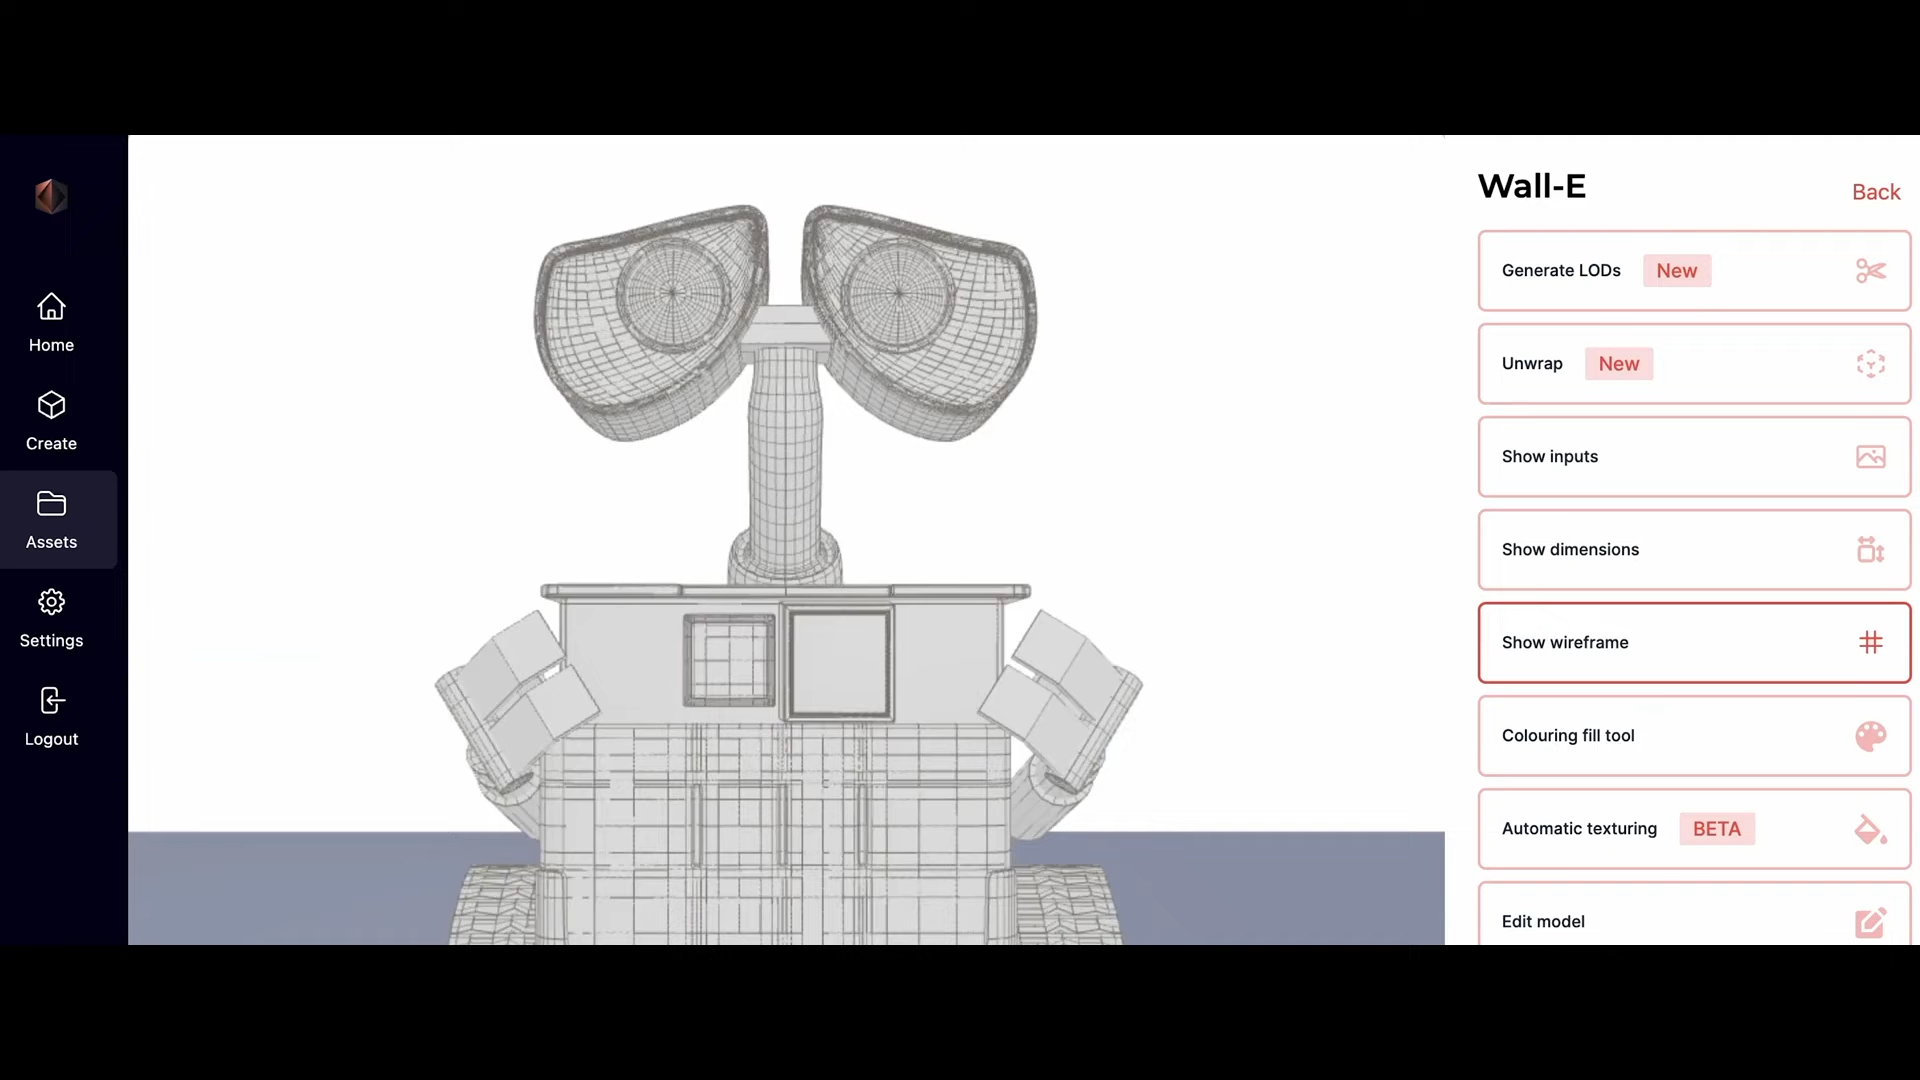 Home
Create
Assets
Settings
Logout
Wall-E
Back
Generate LODs New
Unwrap New
Show inputs
Show dimensions
Show wireframe
Colouring fill tool
Automatic texturing BETA
Edit model